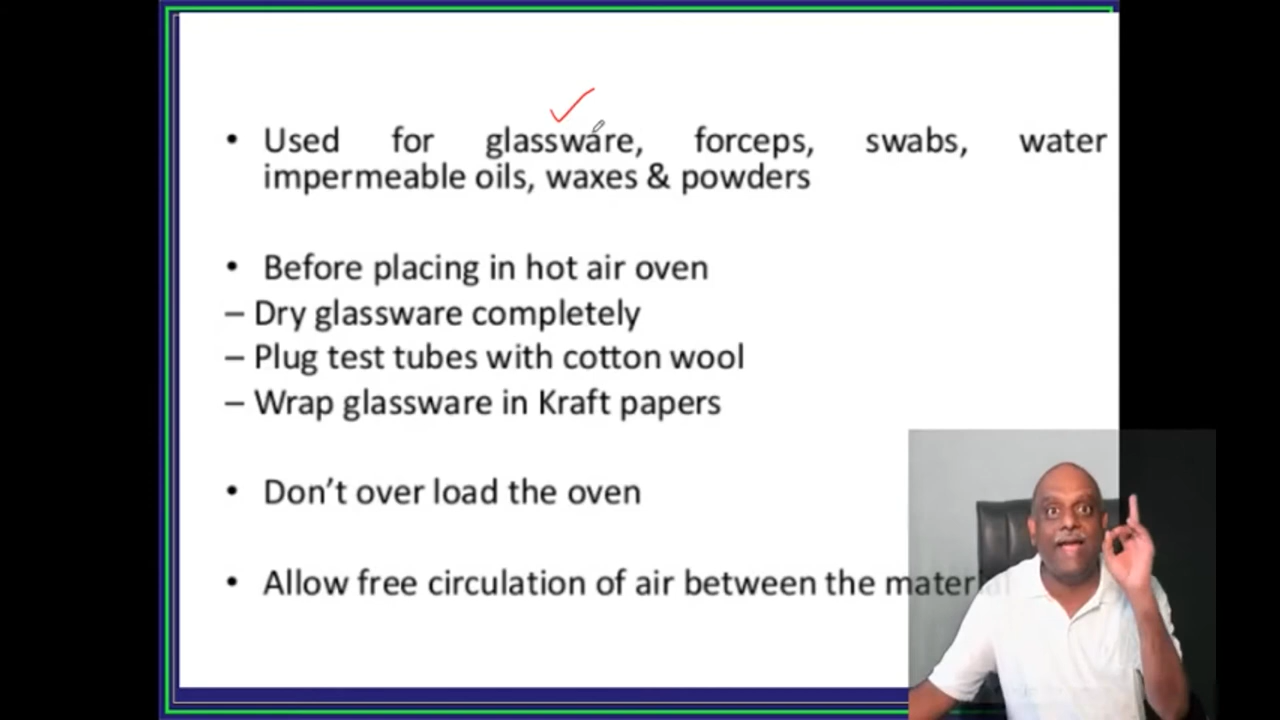 • Used for glassware, forceps, swabs, water
impermeable oils, waxes & powders
• Before placing in hot air oven
– Dry glassware completely
– Plug test tubes with cotton wool
– Wrap glassware in Kraft papers
• Don't over load the oven
• Allow free circulation of air between the material